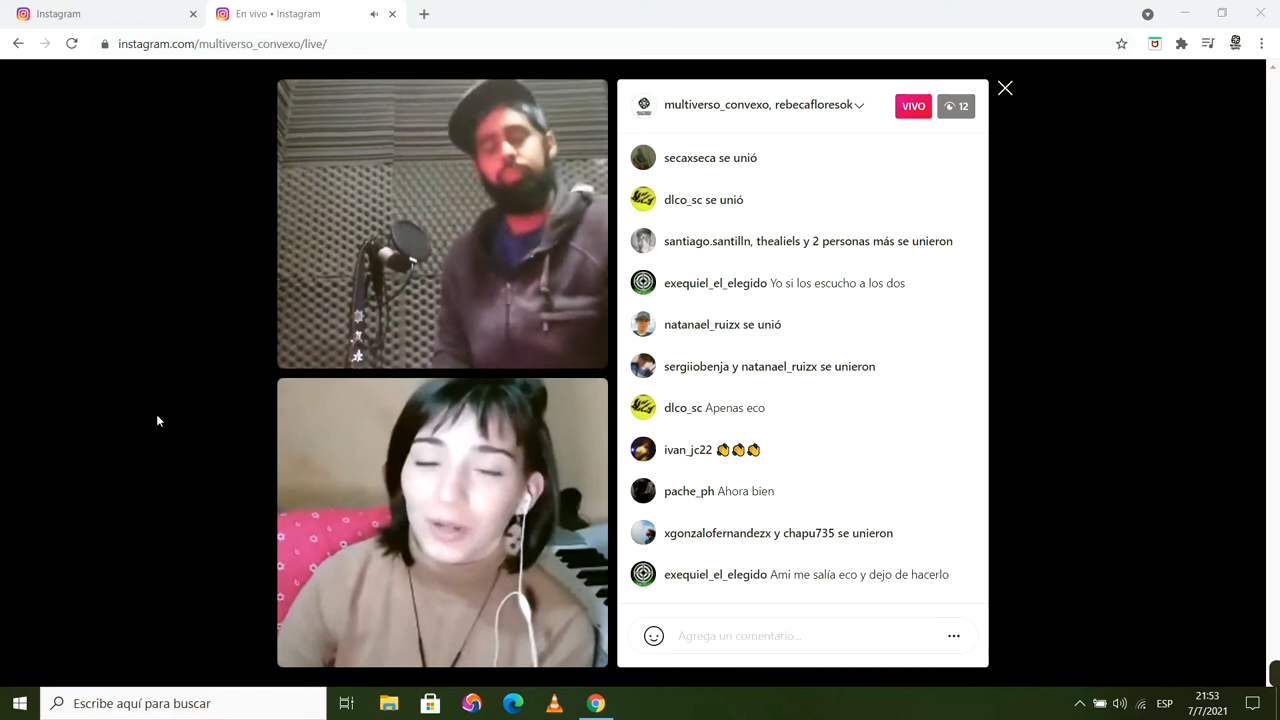 Instagram
En vivo • Instagram
instagram.com/multiverso_convexo/live/
multiverso_convexo, rebecafloresok
VIVO
12
secaxseca se unió
dlco_sc se unió
santiago.santilln, thealiels y 2 personas más se unieron
exequiel_el_elegido Yo si los escucho a los dos
natanael_ruizx se unió
sergiiobenja y natanael_ruizx se unieron
dlco_sc Apenas eco
ivan_jc22 👏👏👏
pache_ph Ahora bien
xgonzalofernandezx y chapu735 se unieron
exequiel_el_elegido Ami me salía eco y dejo de hacerlo
Agrega un comentario...
Escribe aquí para buscar
ESP
21:53
7/7/2021